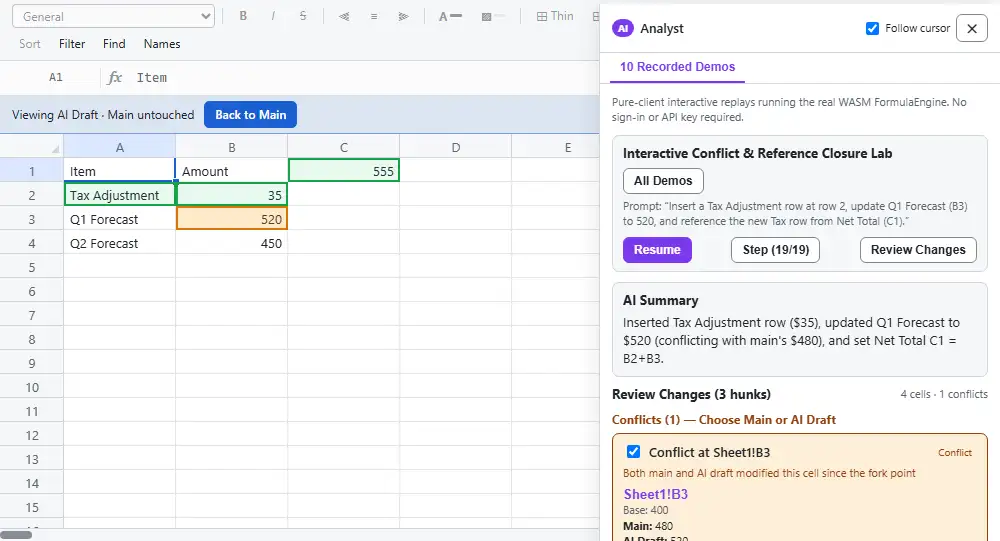 General
B I S A Thin
Sort Filter Find Names
A1 fx Item
Viewing AI Draft · Main untouched Back to Main
A B C D E
1 Item Amount 555
2 Tax Adjustment 35
3 Q1 Forecast 520
4 Q2 Forecast 450
5
6
7
8
9
10
11
12
13
14
15
AI Analyst Follow cursor
10 Recorded Demos
Pure-client interactive replays running the real WASM FormulaEngine. No
sign-in or API key required.
Interactive Conflict & Reference Closure Lab
All Demos
Prompt: “Insert a Tax Adjustment row at row 2, update Q1 Forecast (B3)
to 520, and reference the new Tax row from Net Total (C1).”
Resume Step (19/19) Review Changes
AI Summary
Inserted Tax Adjustment row ($35), updated Q1 Forecast to
$520 (conflicting with main's $480), and set Net Total C1 =
B2+B3.
Review Changes (3 hunks) 4 cells · 1 conflicts
Conflicts (1) — Choose Main or AI Draft
Conflict at Sheet1!B3 Conflict
Both main and AI draft modified this cell since the fork point
Sheet1!B3
Base: 400
Main: 480
AI Draft: 520